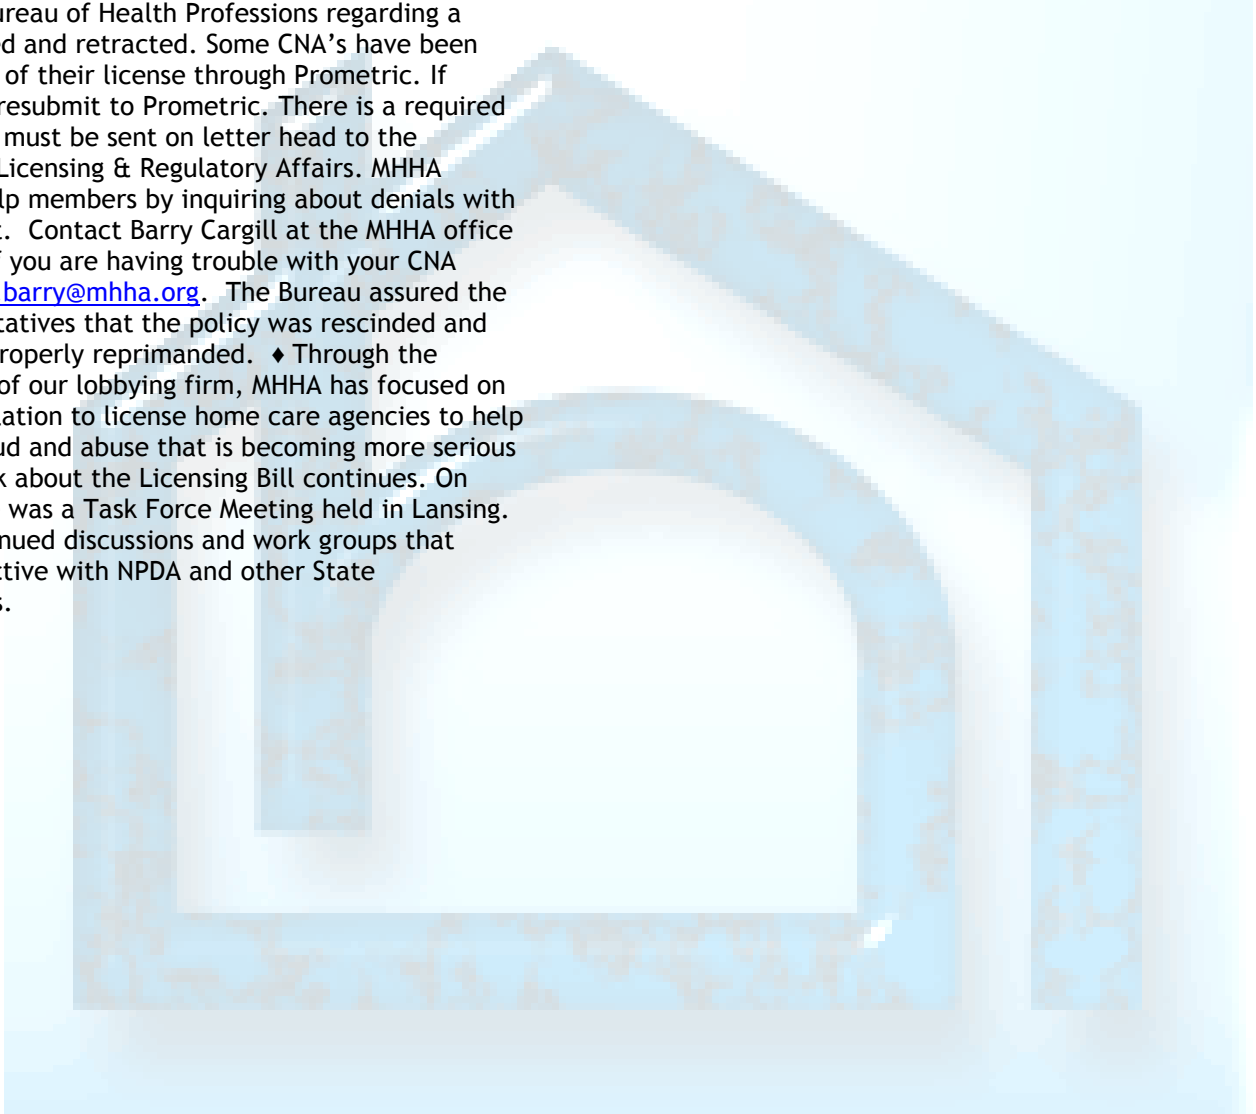 ureau of Health Professions regarding a
ed and retracted. Some CNA's have been
of their license through Prometric. If
resubmit to Prometric. There is a required
must be sent on letter head to the
Licensing & Regulatory Affairs. MHHA
lp members by inquiring about denials with
t. Contact Barry Cargill at the MHHA office
f you are having trouble with your CNA
barry@mhha.org. The Bureau assured the
tatives that the policy was rescinded and
roperly reprimanded. ♦ Through the
of our lobbying firm, MHHA has focused on
lation to license home care agencies to help
ud and abuse that is becoming more serious
k about the Licensing Bill continues. On
was a Task Force Meeting held in Lansing.
nued discussions and work groups that
ctive with NPDA and other State
s.